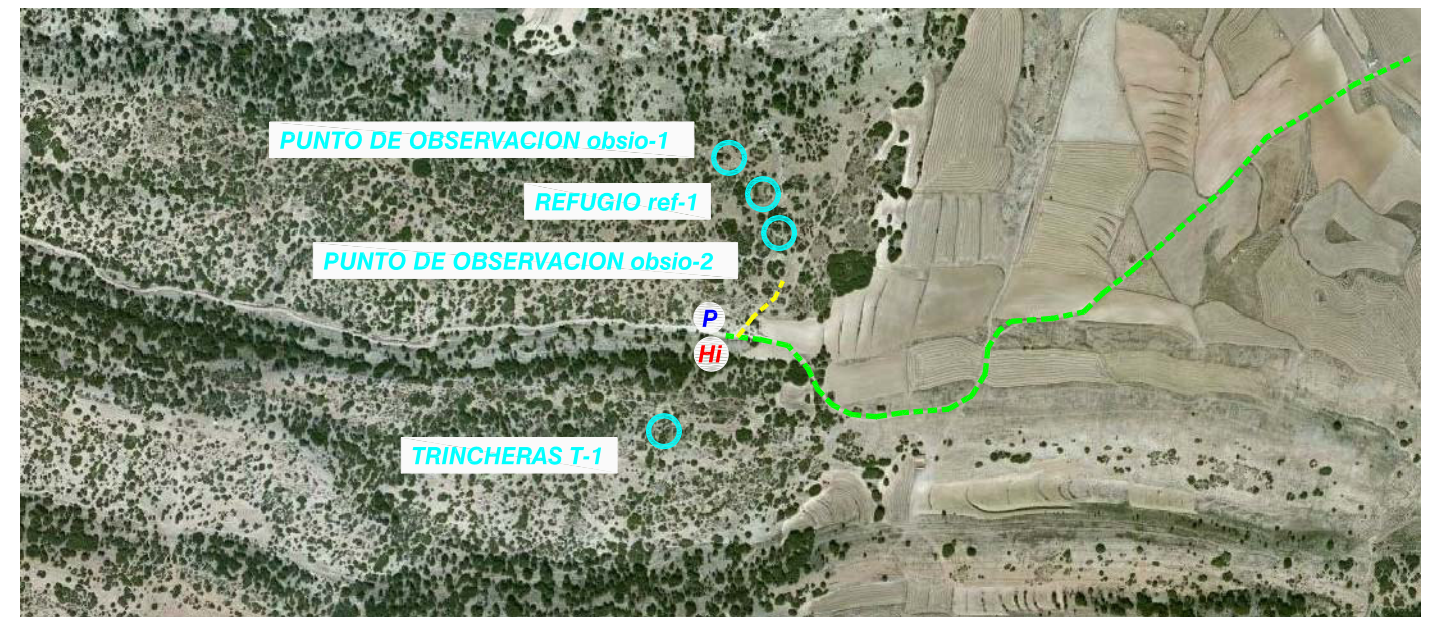 PUNTO DE OBSERVACION obsio-1
REFUGIO ref-1
PUNTO DE OBSERVACION obsio-2
P
Hi
TRINCHERAS T-1